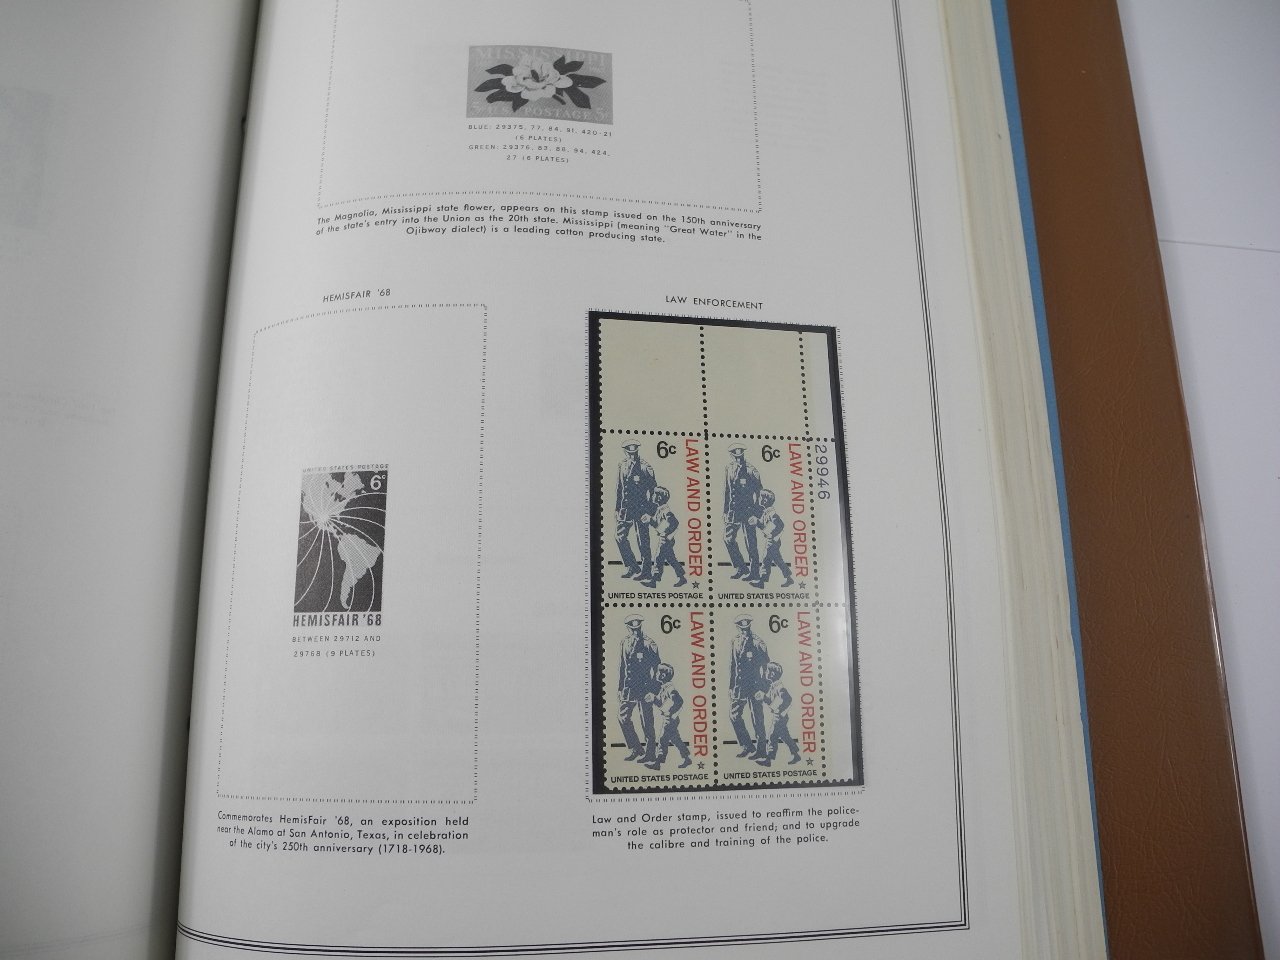 MISSISSIPPI
POSTAGE 5c
BLUE: 29375, 77, 84, 91, 420-21
(6 PLATES)
GREEN: 29376, 83, 86, 94, 424,
27 (6 PLATES)
The Magnolia, Mississippi state flower, appears on this stamp issued on the 150th anniversary
of the state's entry into the Union as the 20th state. Mississippi (meaning "Great Water" in the
Ojibway dialect) is a leading cotton producing state.
HEMISFAIR '68
UNITED STATES POSTAGE
6c
HEMISFAIR '68
BETWEEN 29712 AND
29768 (9 PLATES)
Commemorates HemisFair '68, an exposition held
near the Alamo at San Antonio, Texas, in celebration
of the city's 250th anniversary (1718-1968).
LAW ENFORCEMENT
29946
6c
LAW AND ORDER
UNITED STATES POSTAGE
6c
LAW AND ORDER
UNITED STATES POSTAGE
6c
LAW AND ORDER
UNITED STATES POSTAGE
6c
LAW AND ORDER
UNITED STATES POSTAGE
Law and Order stamp, issued to reaffirm the police-
man's role as protector and friend; and to upgrade
the calibre and training of the police.